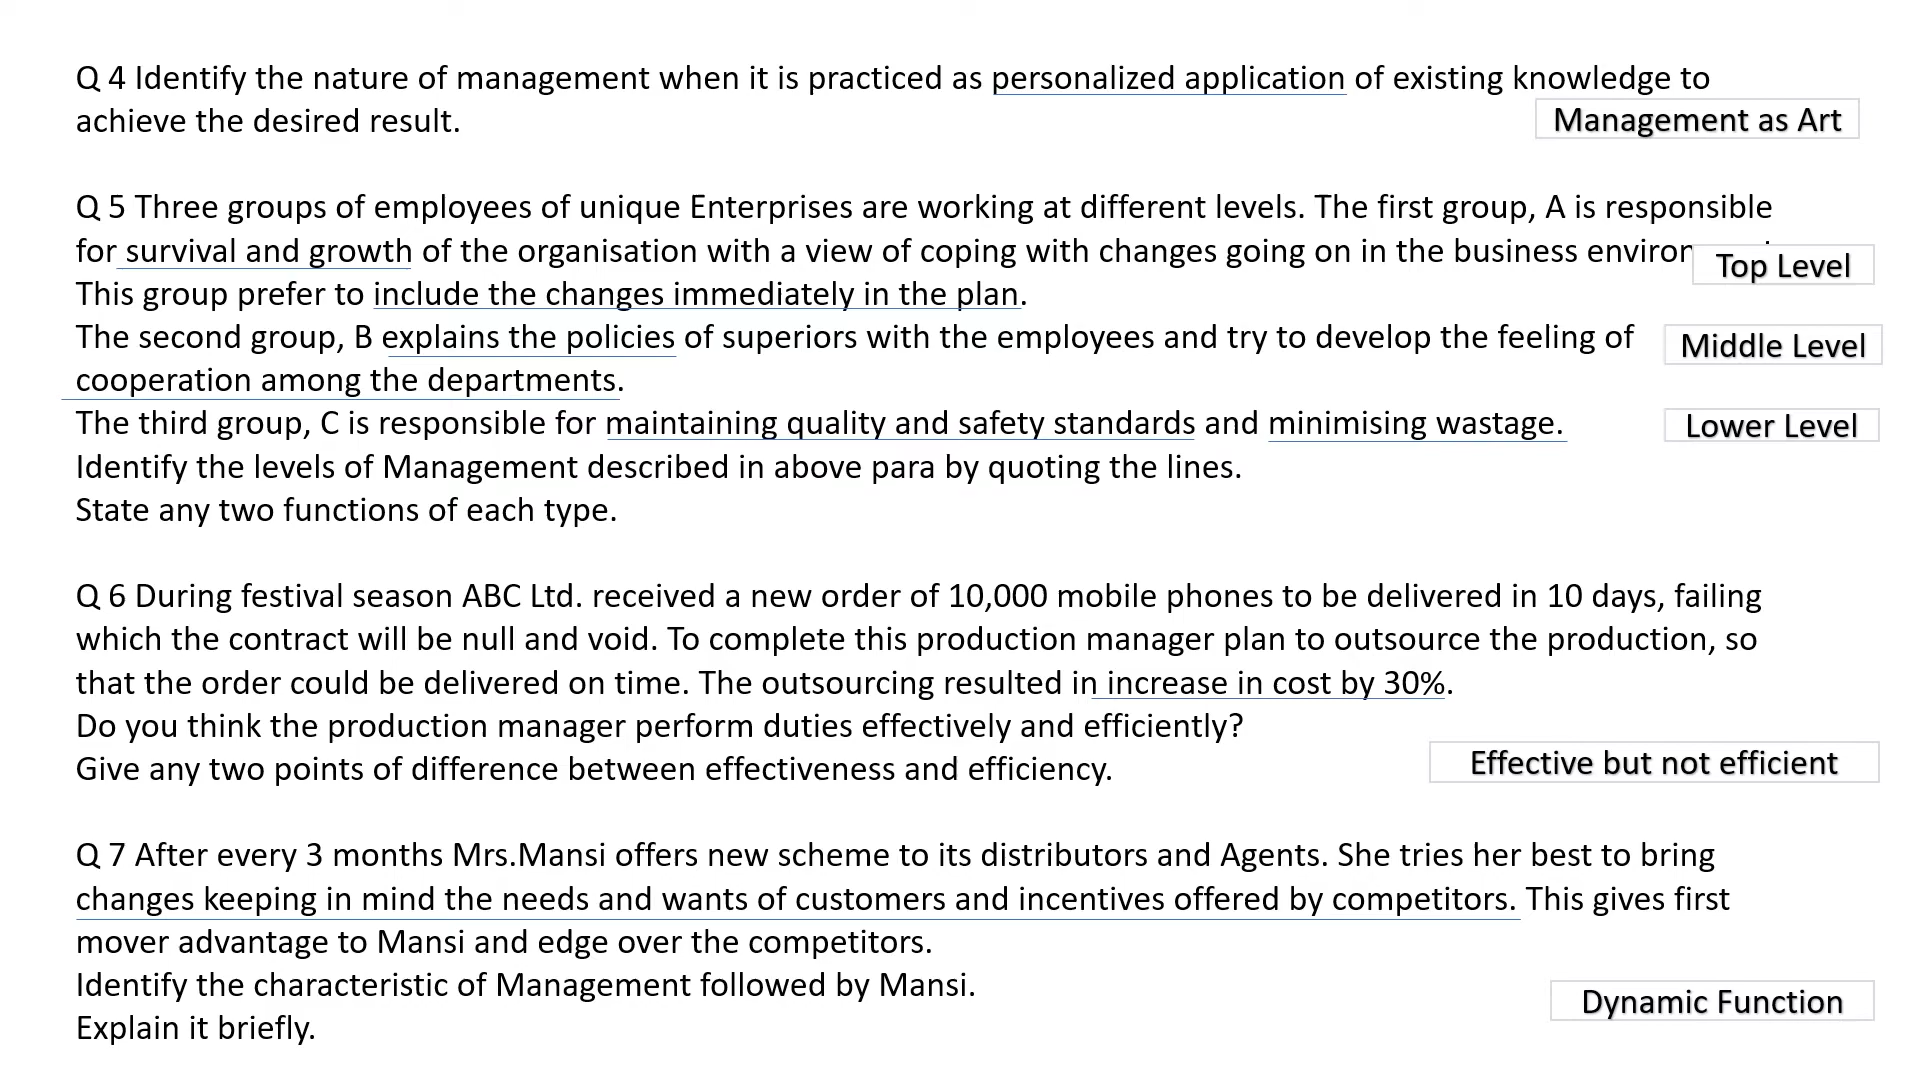 Q 4 Identify the nature of management when it is practiced as personalized application of existing knowledge to
achieve the desired result.
Management as Art
Q 5 Three groups of employees of unique Enterprises are working at different levels. The first group, A is responsible
for survival and growth of the organisation with a view of coping with changes going on in the business
Top Level
This group prefer to include the changes immediately in the plan.
The second group, B explains the policies of superiors with the employees and try to develop the feeling of
Middle Level
cooperation among the departments.
The third group, C is responsible for maintaining quality and safety standards and minimising wastage.
Lower Level
Identify the levels of Management described in above para by quoting the lines.
State any two functions of each type.
Q 6 During festival season ABC Ltd. received a new order of 10,000 mobile phones to be delivered in 10 days, failing
which the contract will be null and void. To complete this production manager plan to outsource the production, so
that the order could be delivered on time. The outsourcing resulted in increase in cost by 30%.
Do you think the production manager perform duties effectively and efficiently?
Give any two points of difference between effectiveness and efficiency.
Effective but not efficient
Q 7 After every 3 months Mrs.Mansi offers new scheme to its distributors and Agents. She tries her best to bring
changes keeping in mind the needs and wants of customers and incentives offered by competitors. This gives first
mover advantage to Mansi and edge over the competitors.
Identify the characteristic of Management followed by Mansi.
Dynamic Function
Explain it briefly.